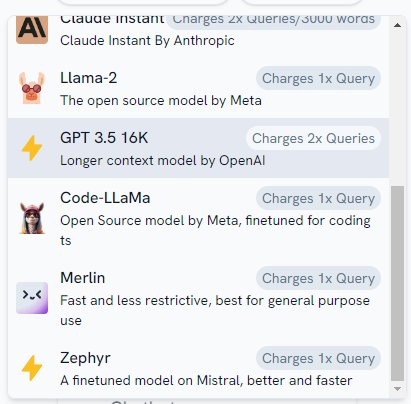 Claude Instant Charges 2x Queries/3000 words
Claude Instant By Anthropic
Llama-2 Charges 1x Query
The open source model by Meta
GPT 3.5 16K Charges 2x Queries
Longer context model by OpenAI
Code-LLaMa Charges 1x Query
Open Source model by Meta, finetuned for coding
ts
Merlin Charges 1x Query
Fast and less restrictive, best for general purpose
use
Zephyr Charges 1x Query
A finetuned model on Mistral, better and faster